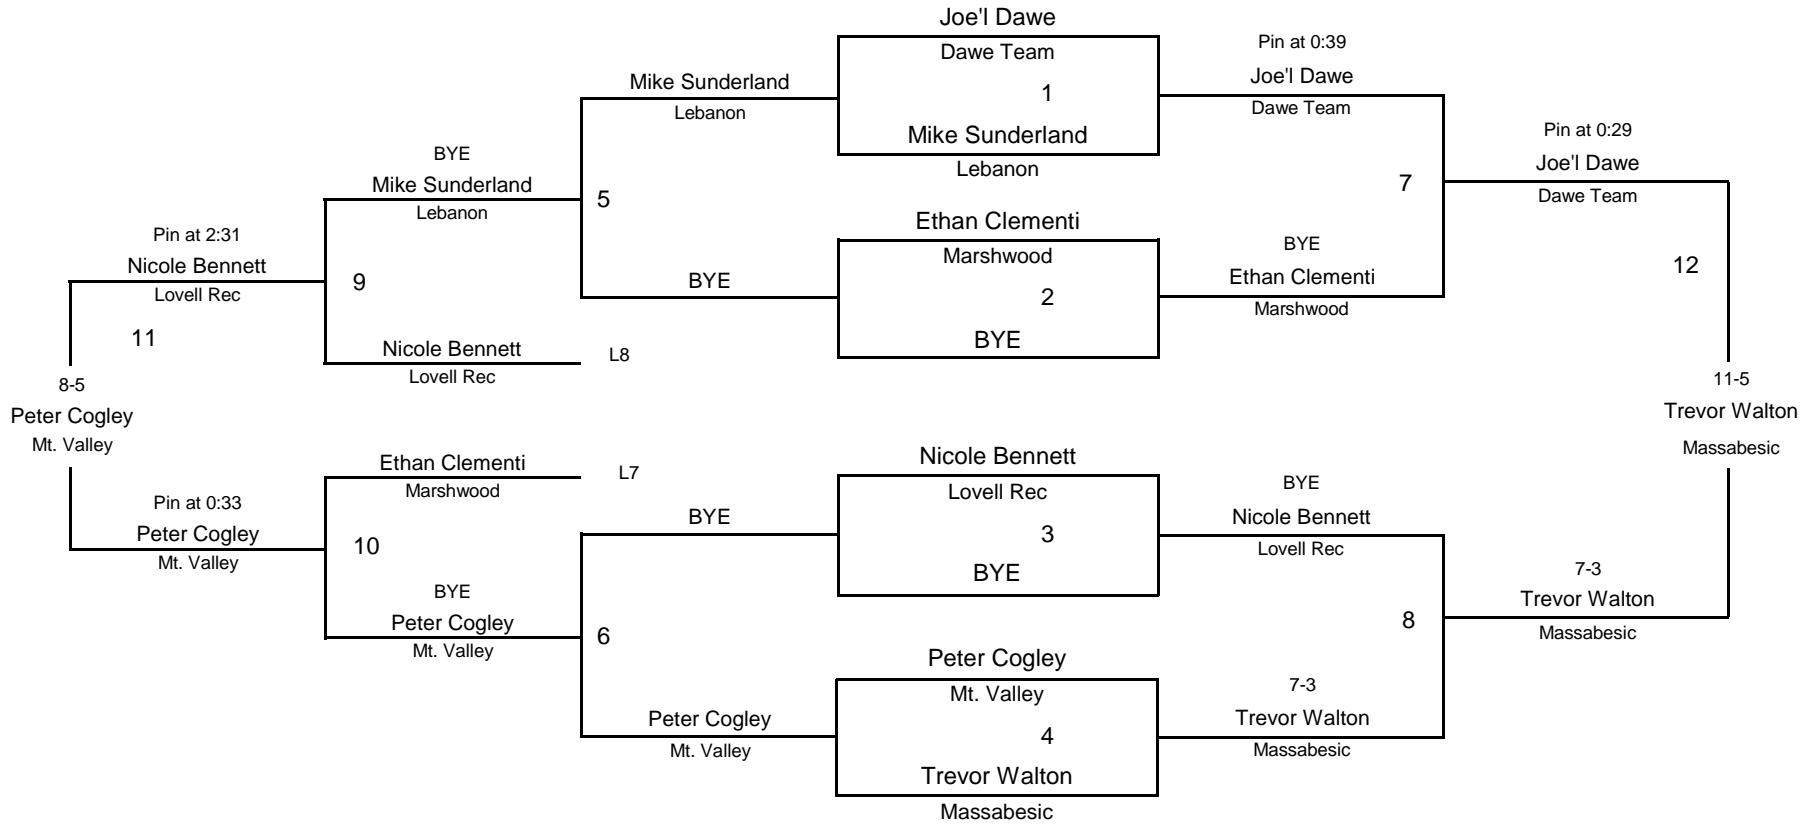 Joe'l Dawe
Dawe Team
1
Mike Sunderland
Lebanon
Ethan Clementi
Marshwood
2
BYE
Nicole Bennett
Lovell Rec
3
BYE
Peter Cogley
Mt. Valley
4
Trevor Walton
Massabesic
Pin at 0:39
Joe'l Dawe
Dawe Team
7
BYE
Ethan Clementi
Marshwood
BYE
Nicole Bennett
Lovell Rec
8
7-3
Trevor Walton
Massabesic
Pin at 0:29
Joe'l Dawe
Dawe Team
12
7-3
Trevor Walton
Massabesic
11-5
Trevor Walton
Massabesic
Mike Sunderland
Lebanon
5
BYE
BYE
6
Peter Cogley
Mt. Valley
BYE
Mike Sunderland
Lebanon
9
Nicole Bennett
Lovell Rec
L8
Ethan Clementi
Marshwood
L7
10
BYE
Peter Cogley
Mt. Valley
Pin at 2:31
Nicole Bennett
Lovell Rec
11
Pin at 0:33
Peter Cogley
Mt. Valley
8-5
Peter Cogley
Mt. Valley